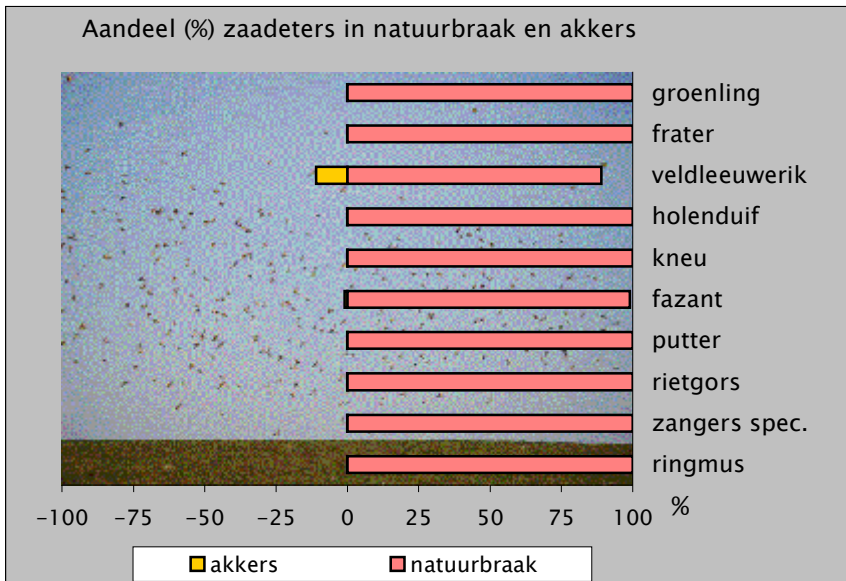 Aandeel (%) zaadeters in natuurbraak en akkers
groenling
frater
veldleeuwerik
holenduif
kneu
fazant
putter
rietgors
zangers spec.
ringmus
−100 −75 −50 −25 0 25 50 75 100 %
akkers natuurbraak